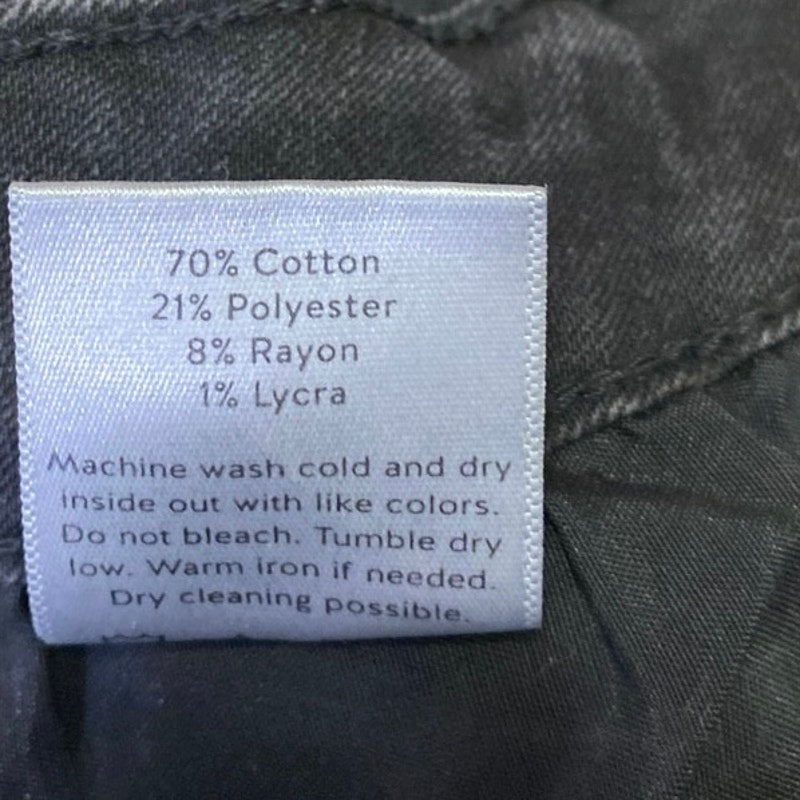 70% Cotton
21% Polyester
8% Rayon
1% Lycra
Machine wash cold and dry
inside out with like colors.
Do not bleach. Tumble dry
low. Warm iron if needed.
Dry cleaning possible.